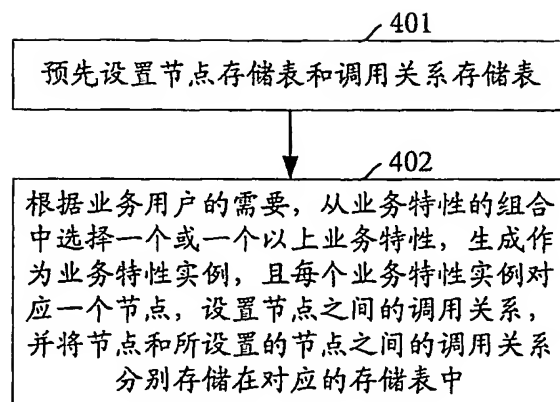 401
预先设置节点存储表和调用关系存储表
402
根据业务用户的需要，从业务特性的组合
中选择一个或一个以上业务特性，生成作
为业务特性实例，且每个业务特性实例对
应一个节点，设置节点之间的调用关系，
并将节点和所设置的节点之间的调用关系
分别存储在对应的存储表中